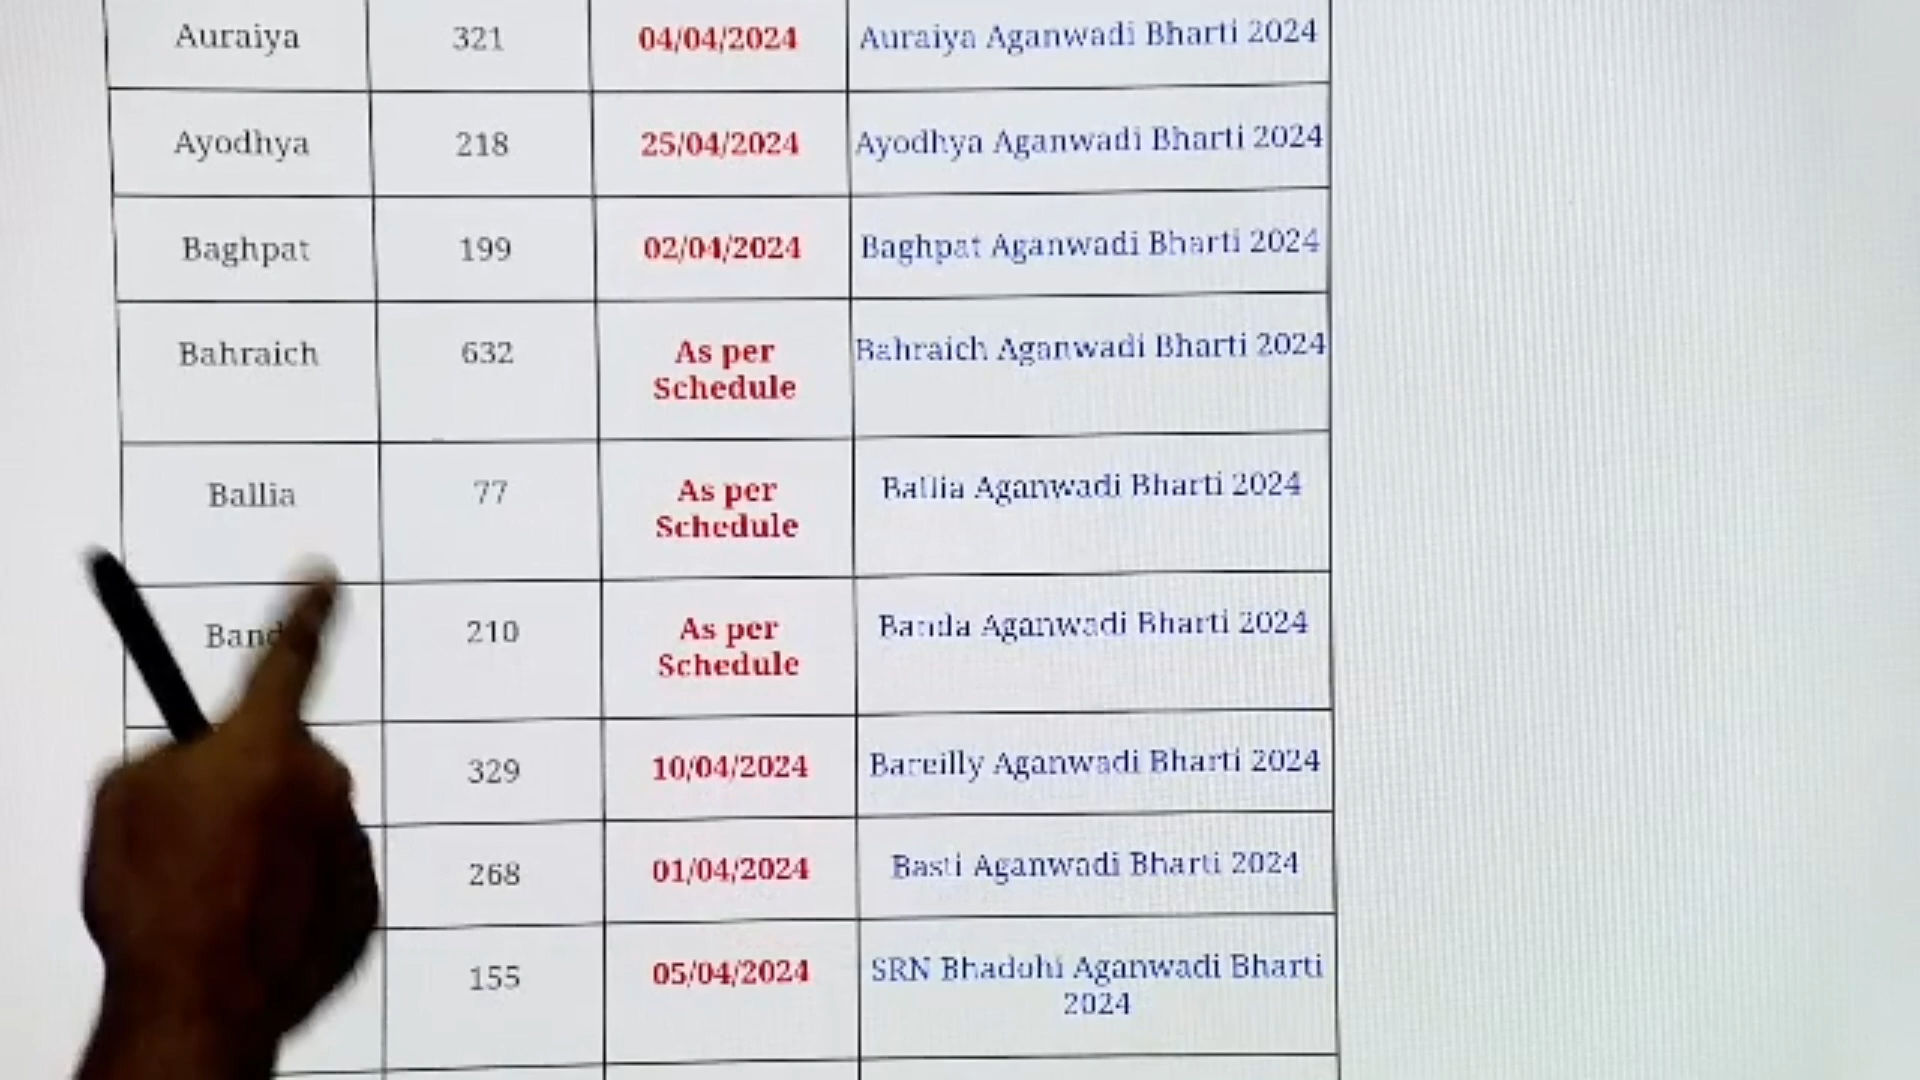 Auraiya 321 04/04/2024 Auraiya Aganwadi Bharti 2024
Ayodhya 218 25/04/2024 Ayodhya Aganwadi Bharti 2024
Baghpat 199 02/04/2024 Baghpat Aganwadi Bharti 2024
Bahraich 632 As per Bahraich Aganwadi Bharti 2024
Schedule
Ballia 77 As per Ballia Aganwadi Bharti 2024
Schedule
210 As per Banda Aganwadi Bharti 2024
Schedule
329 10/04/2024 Bareilly Aganwadi Bharti 2024
268 01/04/2024 Basti Aganwadi Bharti 2024
155 05/04/2024 SRN Bhadohi Aganwadi Bharti
2024